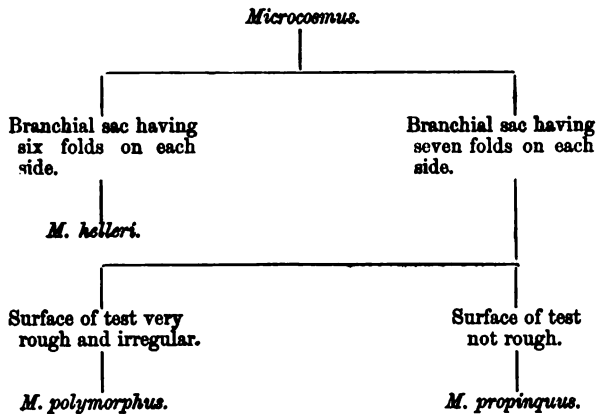 Microcosmus.
Branchial sac having
six folds on each
side.
Branchial sac having
seven folds on each
side.
M. helleri.
Surface of test very
rough and irregular.
Surface of test
not rough.
M. polymorphus.
M. propinquus.